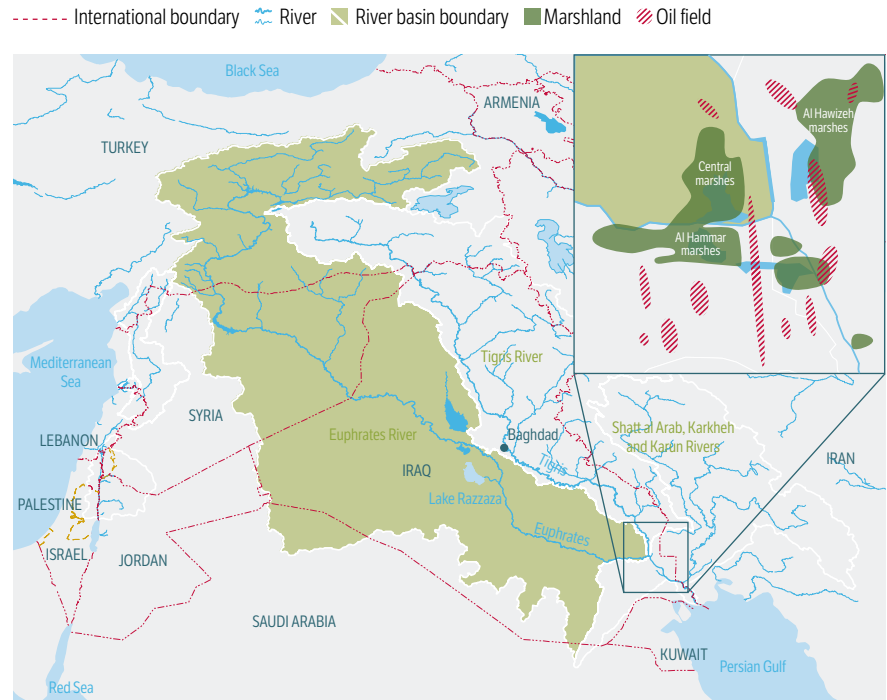 International boundary
River
River basin boundary
Marshland
Oil field
Black Sea
ARMENIA
TURKEY
Al Hawizeh
marshes
Central
marshes
Al Hammar
marshes
Mediterranean
Sea
Tigris River
SYRIA
Euphrates River
Baghdad
Shatt al Arab, Karkheh
and Karun Rivers
LEBANON
IRAQ
Tigris
IRAN
Lake Razzaza
PALESTINE
Euphrates
ISRAEL
JORDAN
SAUDI ARABIA
KUWAIT
Persian Gulf
Red Sea